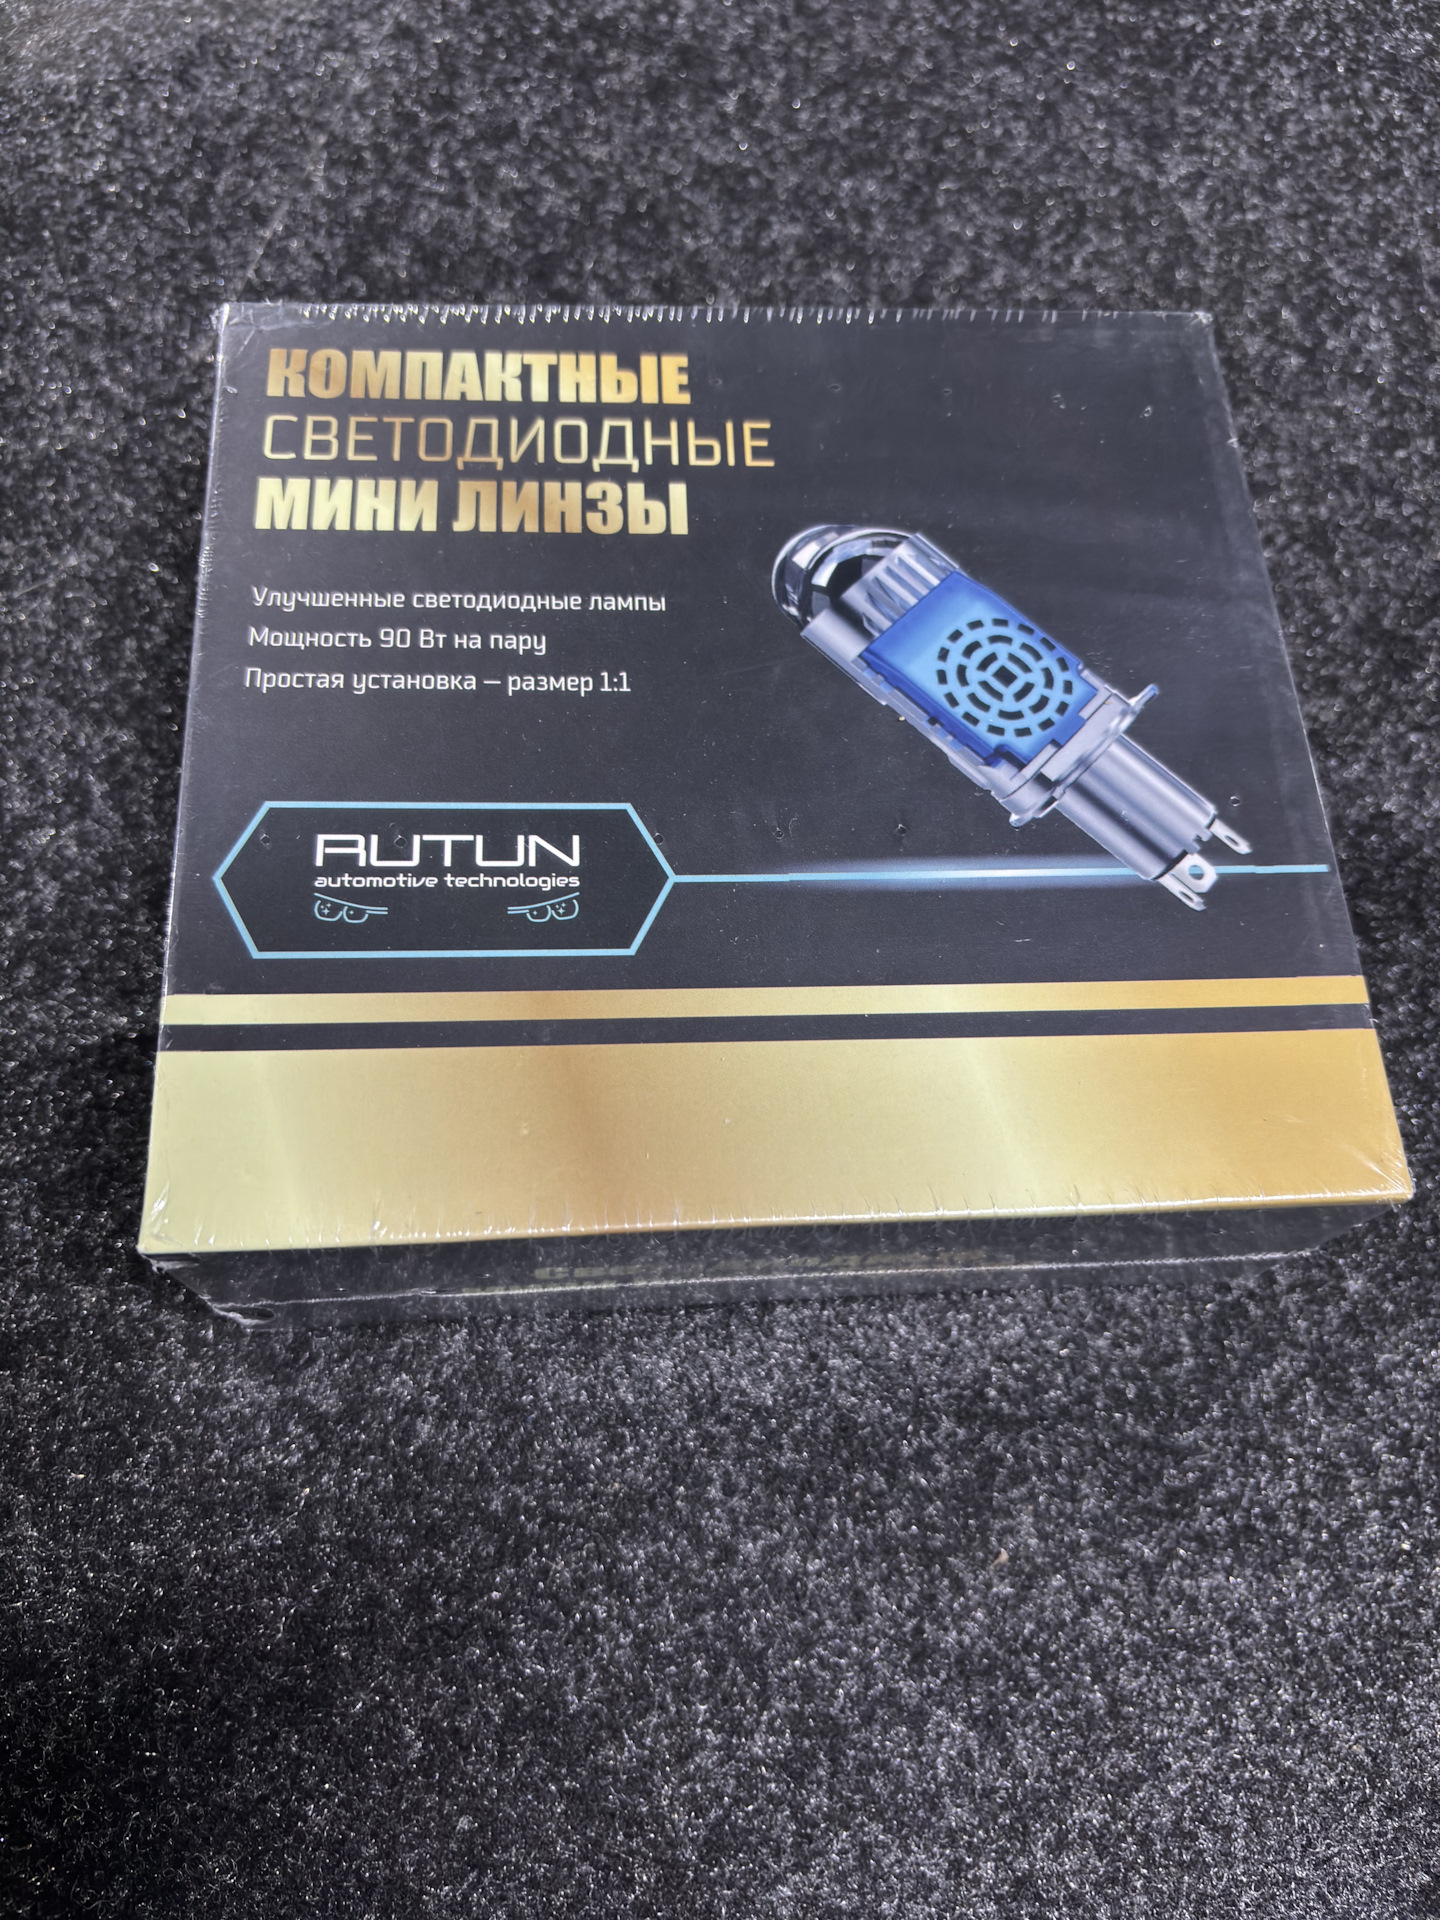 КОМПАКТНЫЕ
СВЕТОДИОДНЫЕ
МИНИ ЛИНЗЫ
Улучшенные светодиодные лампы
Мощность 90 Вт на пару
Простая установка – размер 1:1
RUTUN
automotive technologies